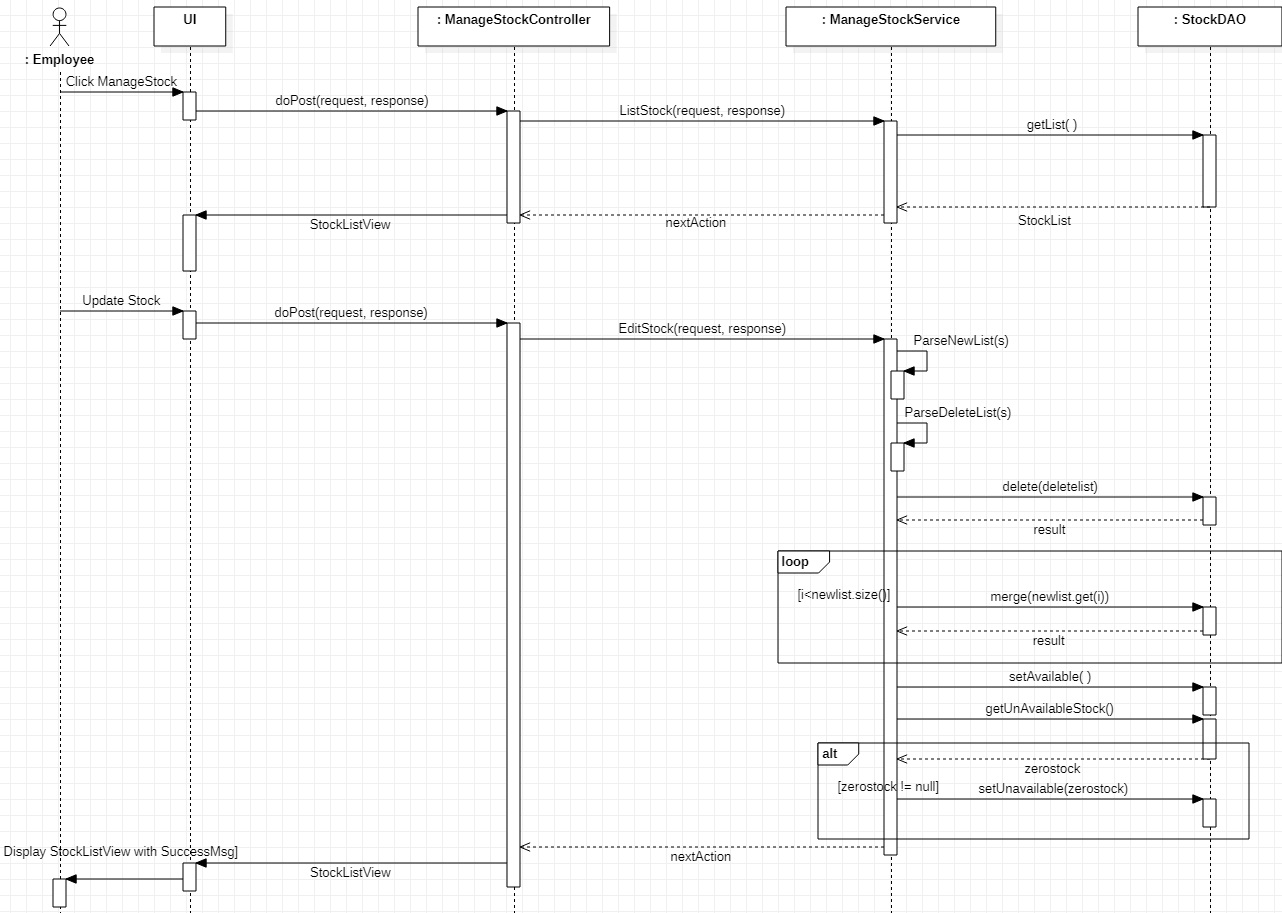 UI
: ManageStockController
: ManageStockService
: StockDAO
: Employee
Click ManageStock
doPost(request, response)
ListStock(request, response)
getList( )
StockListView
nextAction
StockList
Update Stock
doPost(request, response)
EditStock(request, response)
ParseNewList(s)
ParseDeleteList(s)
delete(deletelist)
result
loop
[i<newlist.size()]
merge(newlist.get(i))
result
setAvailable( )
getUnAvailableStock()
alt
zerostock
[zerostock != null]
setUnavailable(zerostock)
Display StockListView with SuccessMsg]
nextAction
StockListView